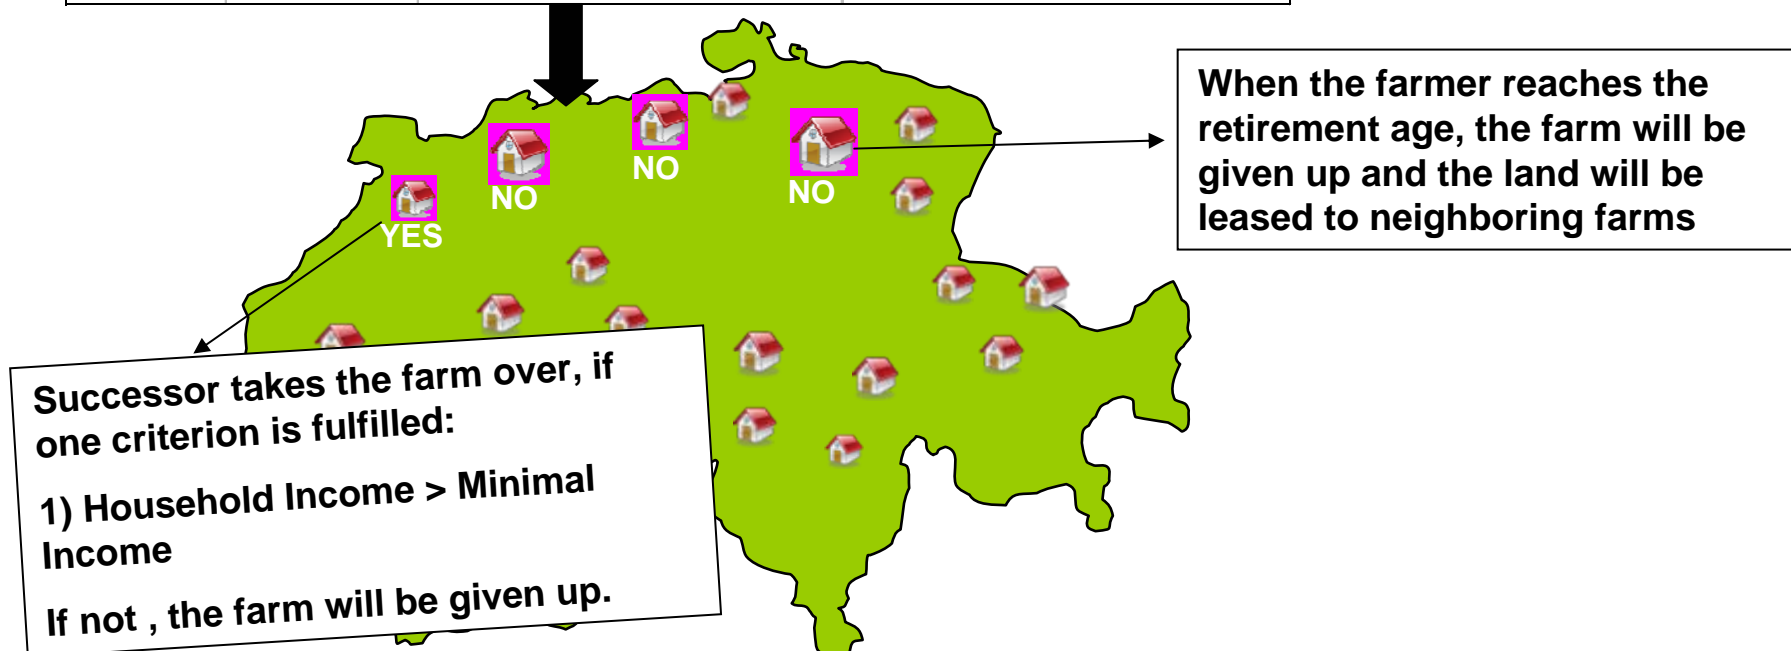 When the farmer reaches the
retirement age, the farm will be
given up and the land will be
leased to neighboring farms
NO
NO
NO
YES
Successor takes the farm over, if
one criterion is fulfilled:
1) Household Income > Minimal
Income
If not , the farm will be given up.